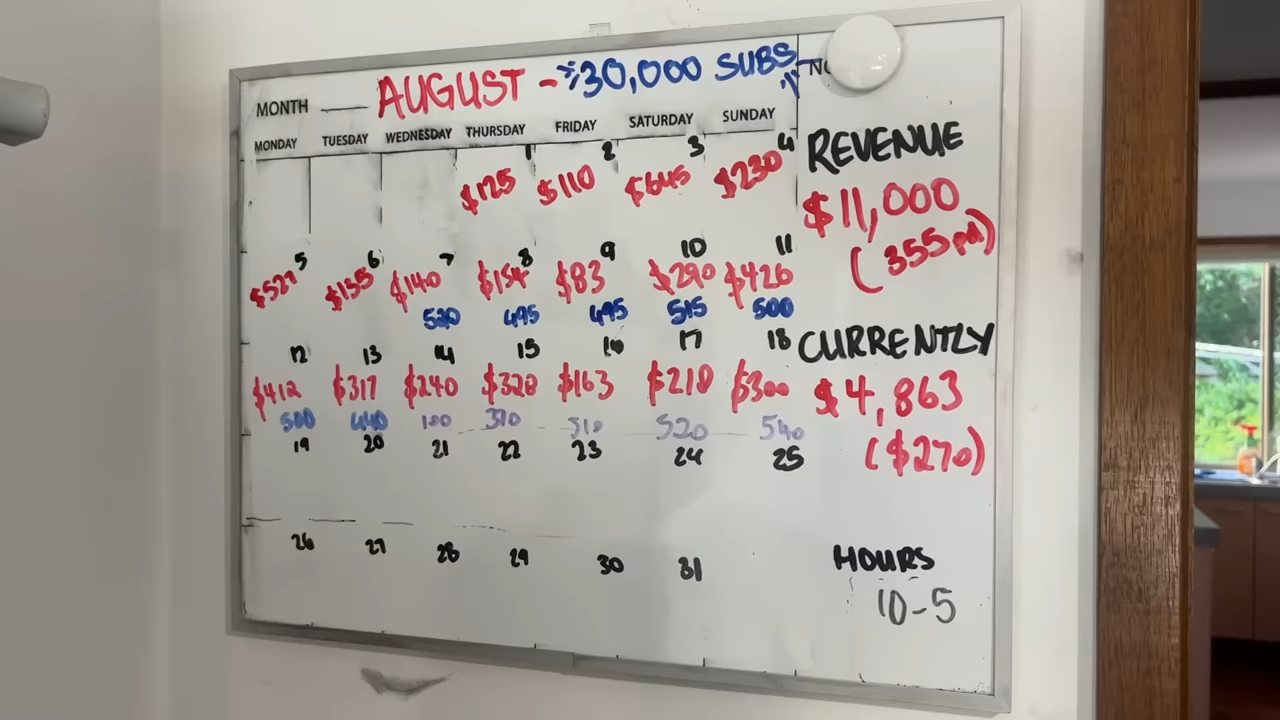 MONTH AUGUST - 30,000 SUBS
MONDAY TUESDAY WEDNESDAY THURSDAY FRIDAY SATURDAY SUNDAY
1 2 3 4
$125 $110 $645 $230
5 6 7 8 9 10 11
$527 $155 $140 $154 $83 $290 $426
520 495 495 515 500
12 13 14 15 16 17 18
$412 $317 $240 $328 $163 $218 $300
500 440 100 370 510 520 540
19 20 21 22 23 24 25
26 27 28 29 30 31
REVENUE
$11,000
(355pd)
CURRENTLY
$4,863
($270)
HOURS
10-5